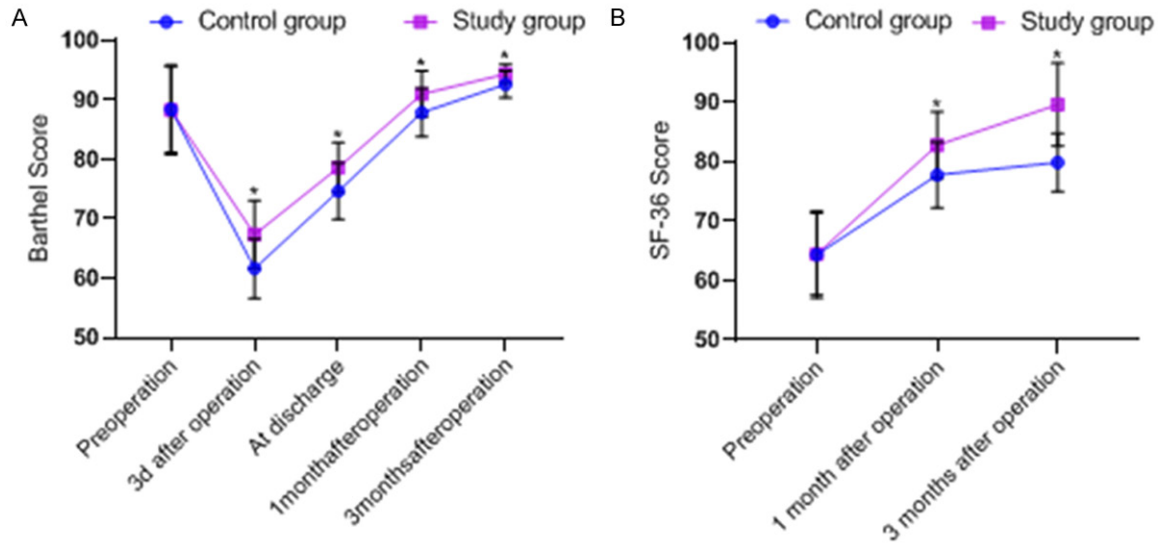 A
Control group
Study group
Barthel Score
100
90
80
70
60
50
*
*
*
*
Preoperation
3d after operation
At discharge
1monthafteroperation
3monthsafteroperation
B
Control group
Study group
SF-36 Score
100
90
80
70
60
50
*
*
Preoperation
1 month after operation
3 months after operation